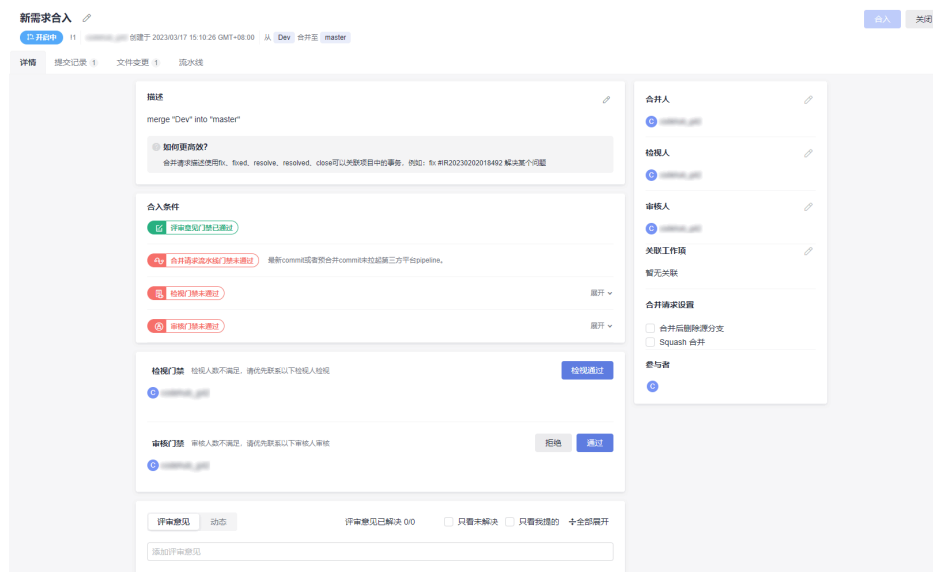 新需求合入
合入
关闭
开启中 !1 创建于 2023/03/17 15:10:26 GMT+08:00 从 Dev 合并至 master
详情 提交记录 1 文件变更 1 流水线
描述
merge "Dev" into "master"
如何更高效？
合并请求描述使用fix、fixed、resolve、resolved、close可以关联项目中的事务，例如：fix #IR20230202018492 解决某个问题
合入条件
评审意见门禁已通过
合并请求流水线门禁未通过 最新commit或者预合并commit未拉起第三方平台pipeline。
检视门禁未通过 展开
审核门禁未通过 展开
检视门禁 检视人数不满足，请优先联系以下检视人检视 检视通过
C
审核门禁 审核人数不满足，请优先联系以下审核人审核 拒绝 通过
C
评审意见 动态 评审意见已解决 0/0 只看未解决 只看我提的 全部展开
添加评审意见
合并人
C
检视人
C
审核人
C
关联工作项
暂无关联
合并请求设置
合并后删除源分支
Squash 合并
参与者
C